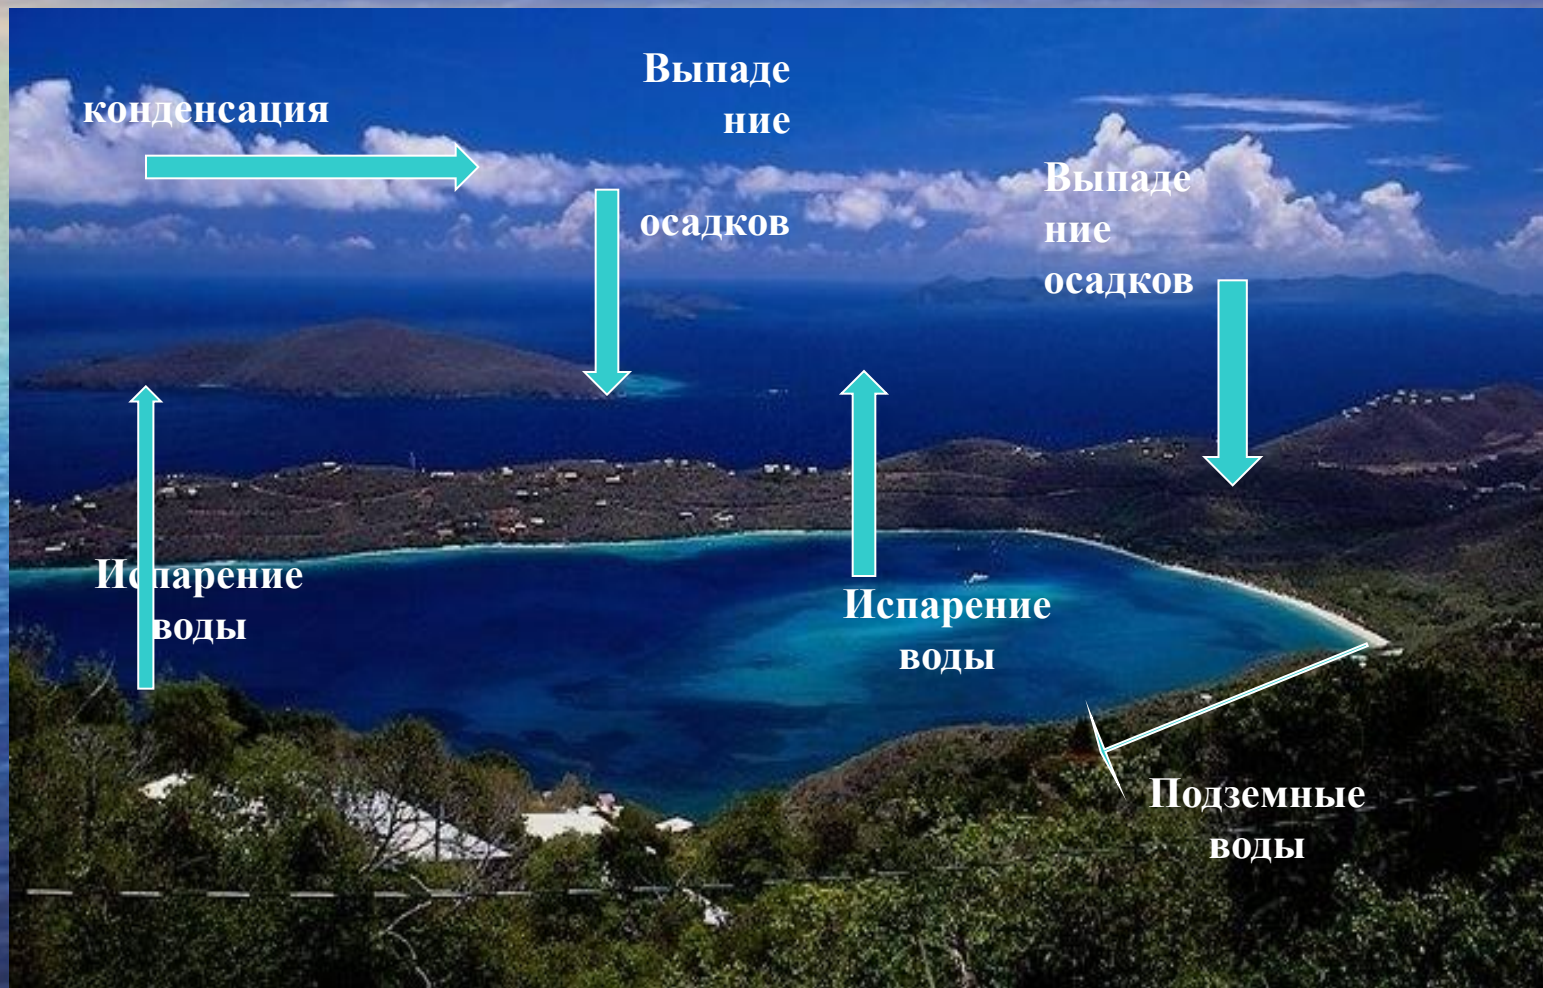 конденсация
Выпаде
ние
осадков
Выпаде
ние
осадков
Испарение
воды
Испарение
воды
Подземные
воды